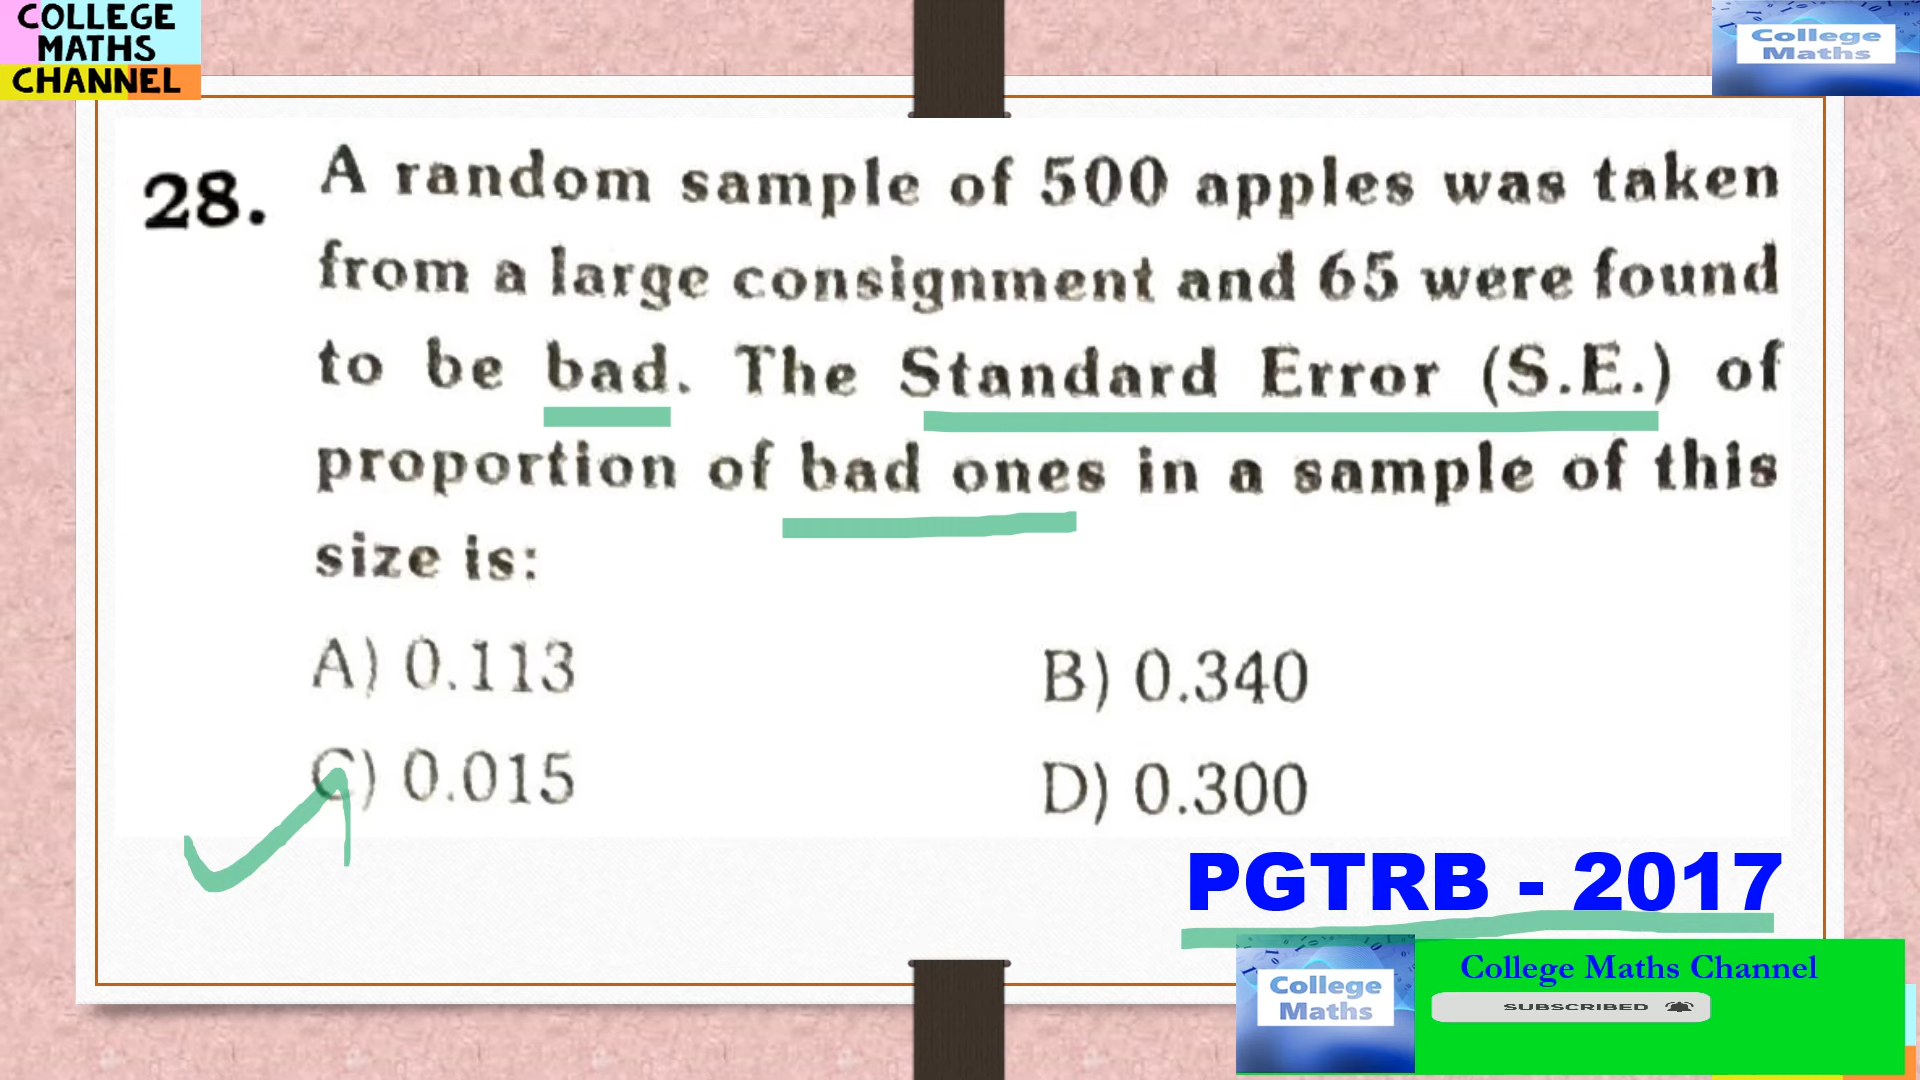 COLLEGE
MATHS
CHANNEL
College
Maths
28. A random sample of 500 apples was taken
from a large consignment and 65 were found
to be bad. The Standard Error (S.E.) of
proportion of bad ones in a sample of this
size is:
A) 0.113
B) 0.340
C) 0.015
D) 0.300
PGTRB - 2017
College
Maths
College Maths Channel
SUBSCRIBED